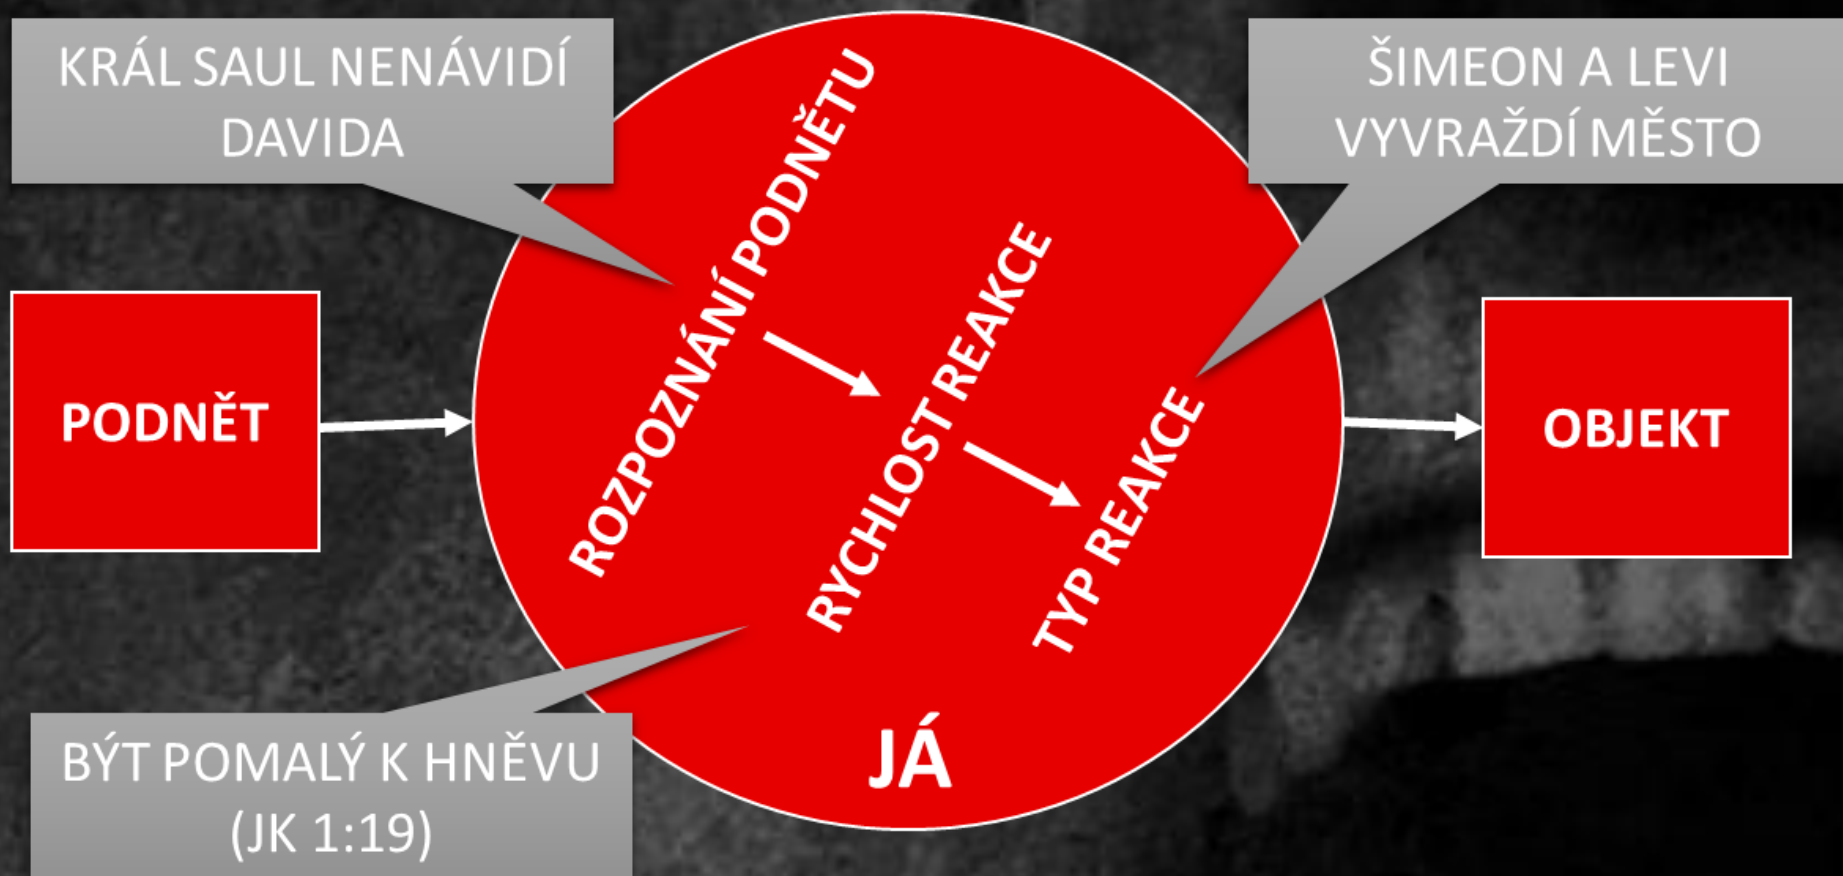 KRÁL SAUL NENÁVIDÍ
DAVIDA
ŠIMEON A LEVI
VYVRAŽDÍ MĚSTO
PODNĚT
ROZPOZNÁNÍ PODNĚTU
RYCHLOST REAKCE
TYP REAKCE
OBJEKT
JÁ
BÝT POMALÝ K HNĚVU
(JK 1:19)